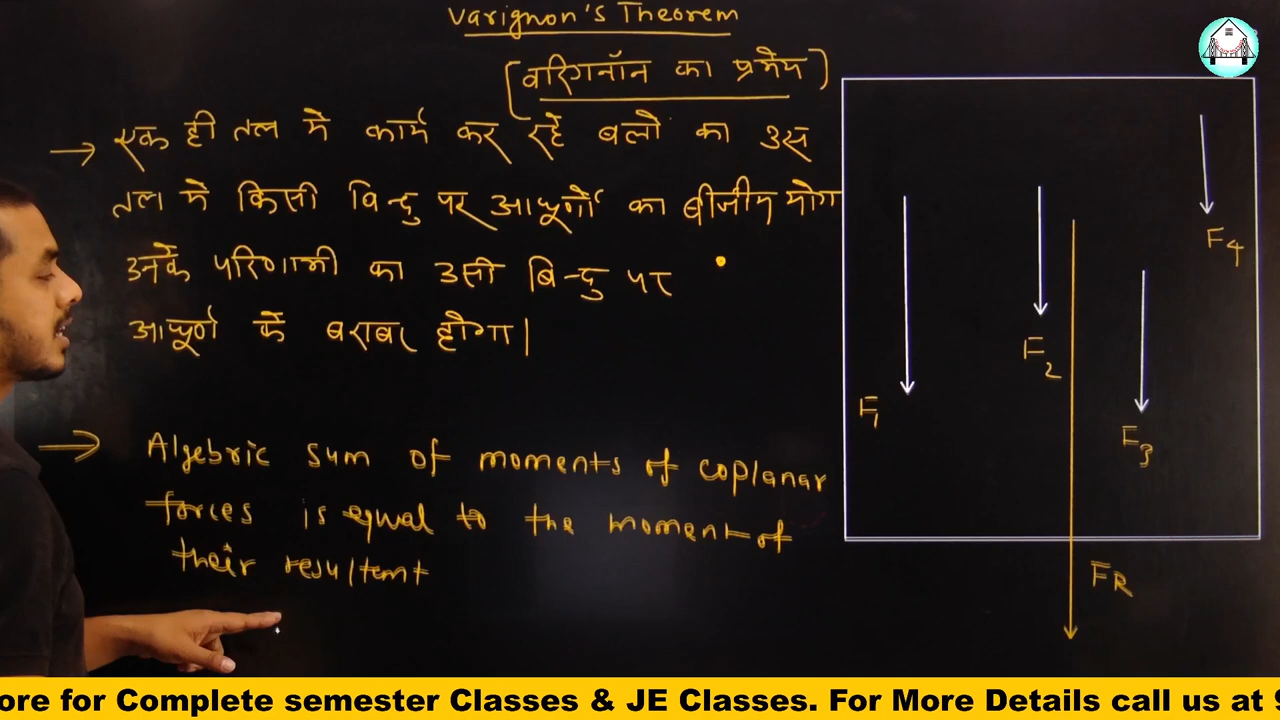 Varignon's Theorem
(वरिगनॉन का प्रमेय)
→ एक ही तल मे कार्य कर रहे बलो का उस
तल मे किसी बिन्दु पर आघूर्णो का बीजीय योग
उनके परिणामी का उसी बिन्दु पर
आघूर्ण के बराबर होगा।
→ Algebric sum of moments of coplanar
forces is equal to the moment of
their resultemt
F1
F2
F3
F4
FR
ore for Complete semester Classes & JE Classes. For More Details call us at